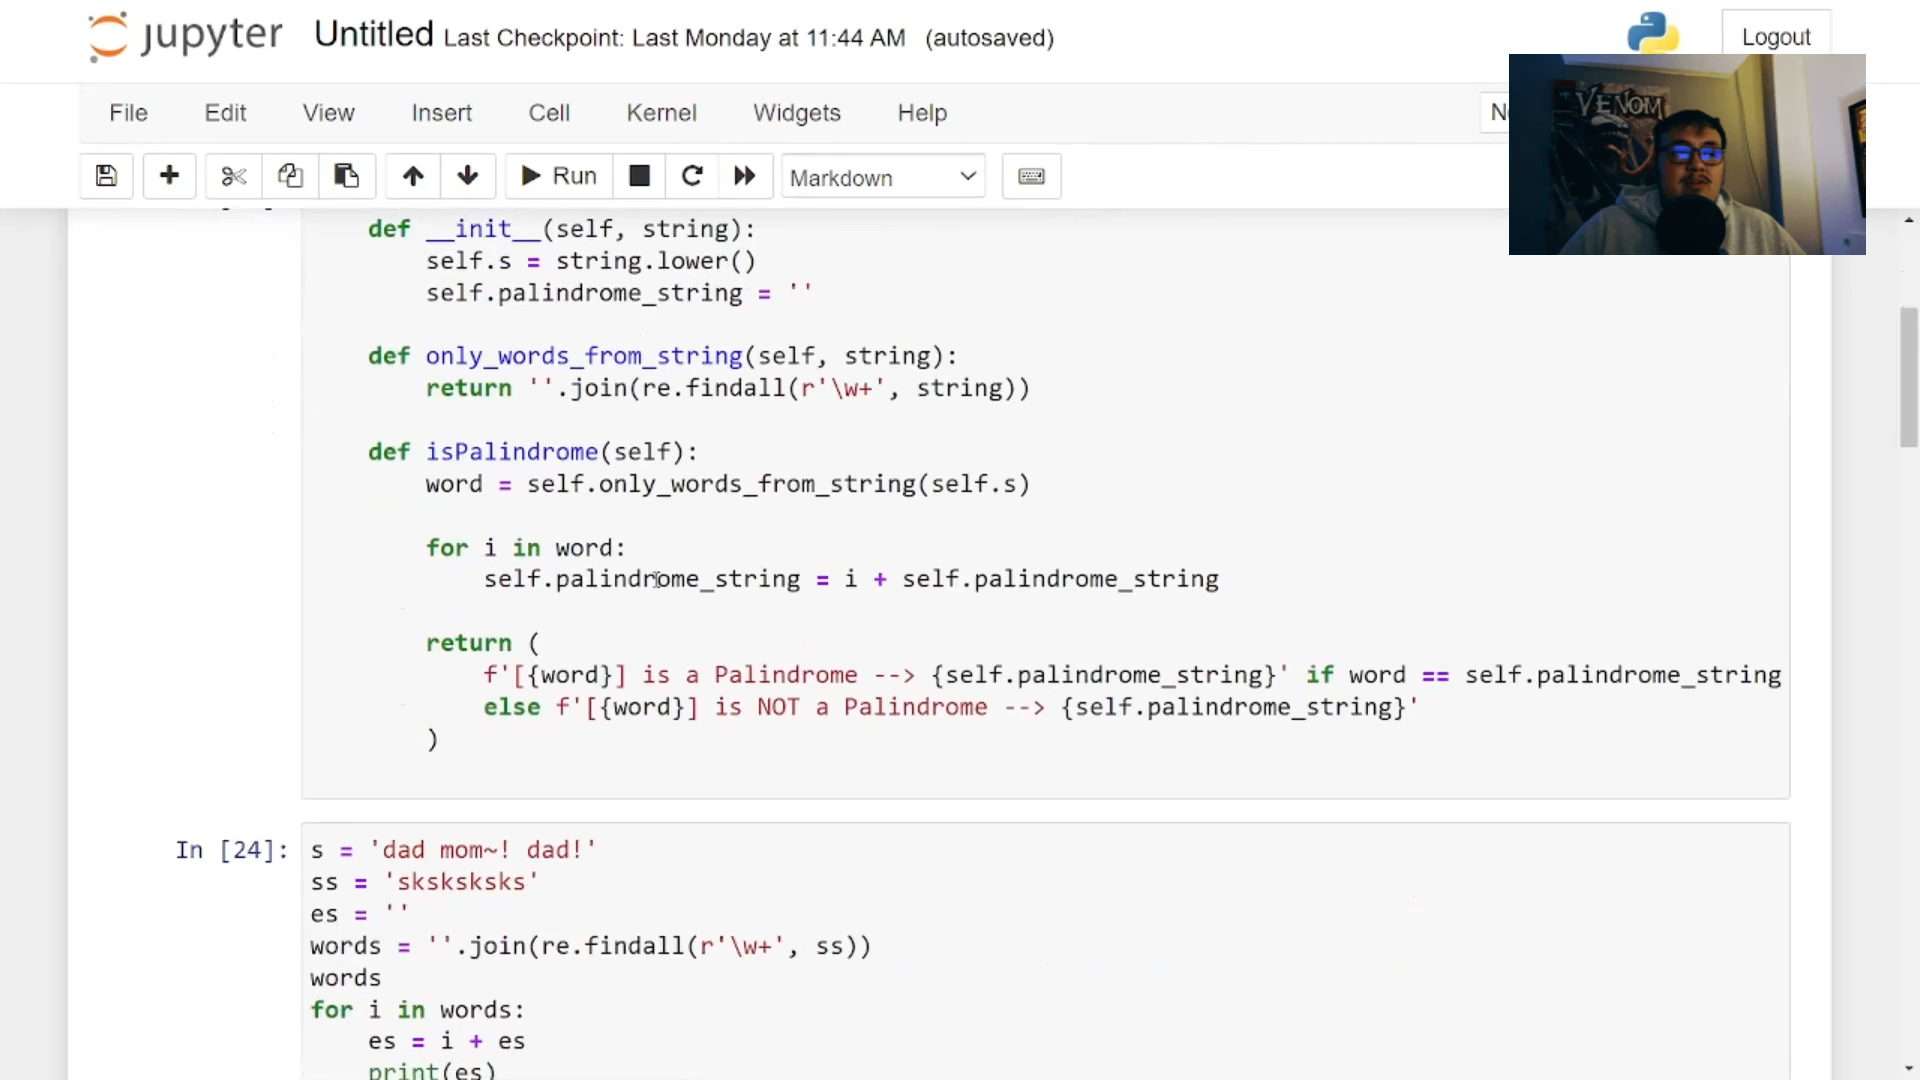 jupyter Untitled Last Checkpoint: Last Monday at 11:44 AM (autosaved) Logout
File Edit View Insert Cell Kernel Widgets Help
Run Markdown
VENOM
def __init__(self, string):
self.s = string.lower()
self.palindrome_string = ''
def only_words_from_string(self, string):
return ''.join(re.findall(r'\w+', string))
def isPalindrome(self):
word = self.only_words_from_string(self.s)
for i in word:
self.palindrome_string = i + self.palindrome_string
return (
f'[{word}] is a Palindrome --> {self.palindrome_string}' if word == self.palindrome_string
else f'[{word}] is NOT a Palindrome --> {self.palindrome_string}'
)
In [24]: s = 'dad mom~! dad!'
ss = 'sksksksks'
es = ''
words = ''.join(re.findall(r'\w+', ss))
words
for i in words:
es = i + es
print(es)